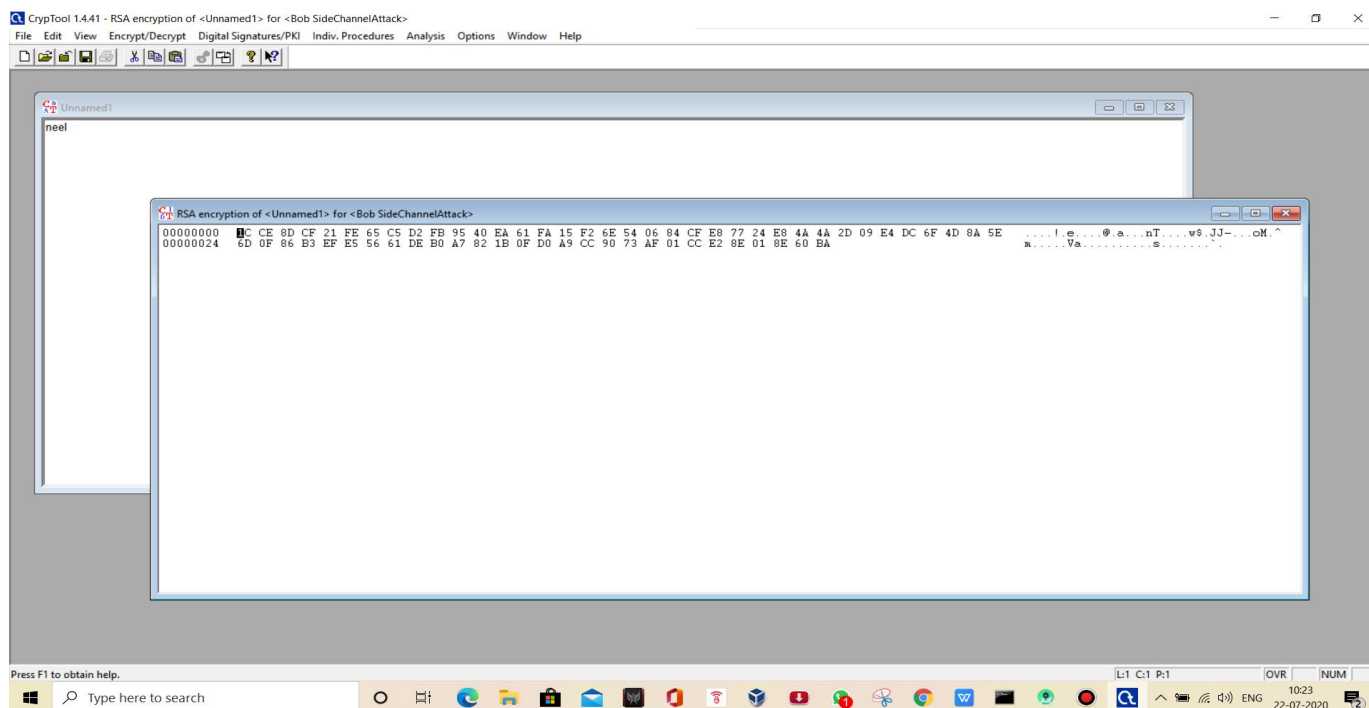 CrypTool 1.4.41 - RSA encryption of <Unnamed1> for <Bob SideChannelAttack>
File Edit View Encrypt/Decrypt Digital Signatures/PKI Indiv. Procedures Analysis Options Window Help
Unnamed1
neel
RSA encryption of <Unnamed1> for <Bob SideChannelAttack>
00000000 C CE 8D CF 21 FE 65 C5 D2 FB 95 40 EA 61 FA 15 F2 6E 54 06 84 CF E8 77 24 E8 4A 4A 2D 09 E4 DC 6F 4D 8A 5E ....!.e....@.a...nT....w$.JJ-...oM.^
00000024 6D 0F 86 B3 EF E5 56 61 DE B0 A7 82 1B 0F D0 A9 CC 90 73 AF 01 CC E2 8E 01 8E 60 BA m.....Va..........s.......`.
Press F1 to obtain help.
L:1 C:1 P:1 OVR NUM
Type here to search
ENG
10:23
22-07-2020